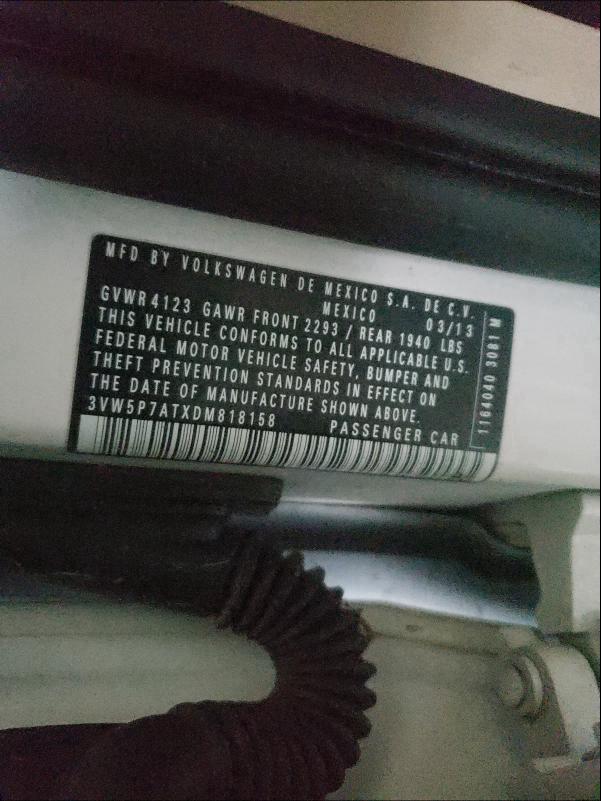 MFD BY VOLKSWAGEN DE MEXICO S.A. DE C.V.
MEXICO 03/13
GVWR 4123 GAWR FRONT 2293 / REAR 1940 LBS
THIS VEHICLE CONFORMS TO ALL APPLICABLE U.S.
FEDERAL MOTOR VEHICLE SAFETY, BUMPER AND
THEFT PREVENTION STANDARDS IN EFFECT ON
THE DATE OF MANUFACTURE SHOWN ABOVE.
3VW5P7ATXDM818158 PASSENGER CAR
1164040 3081 M